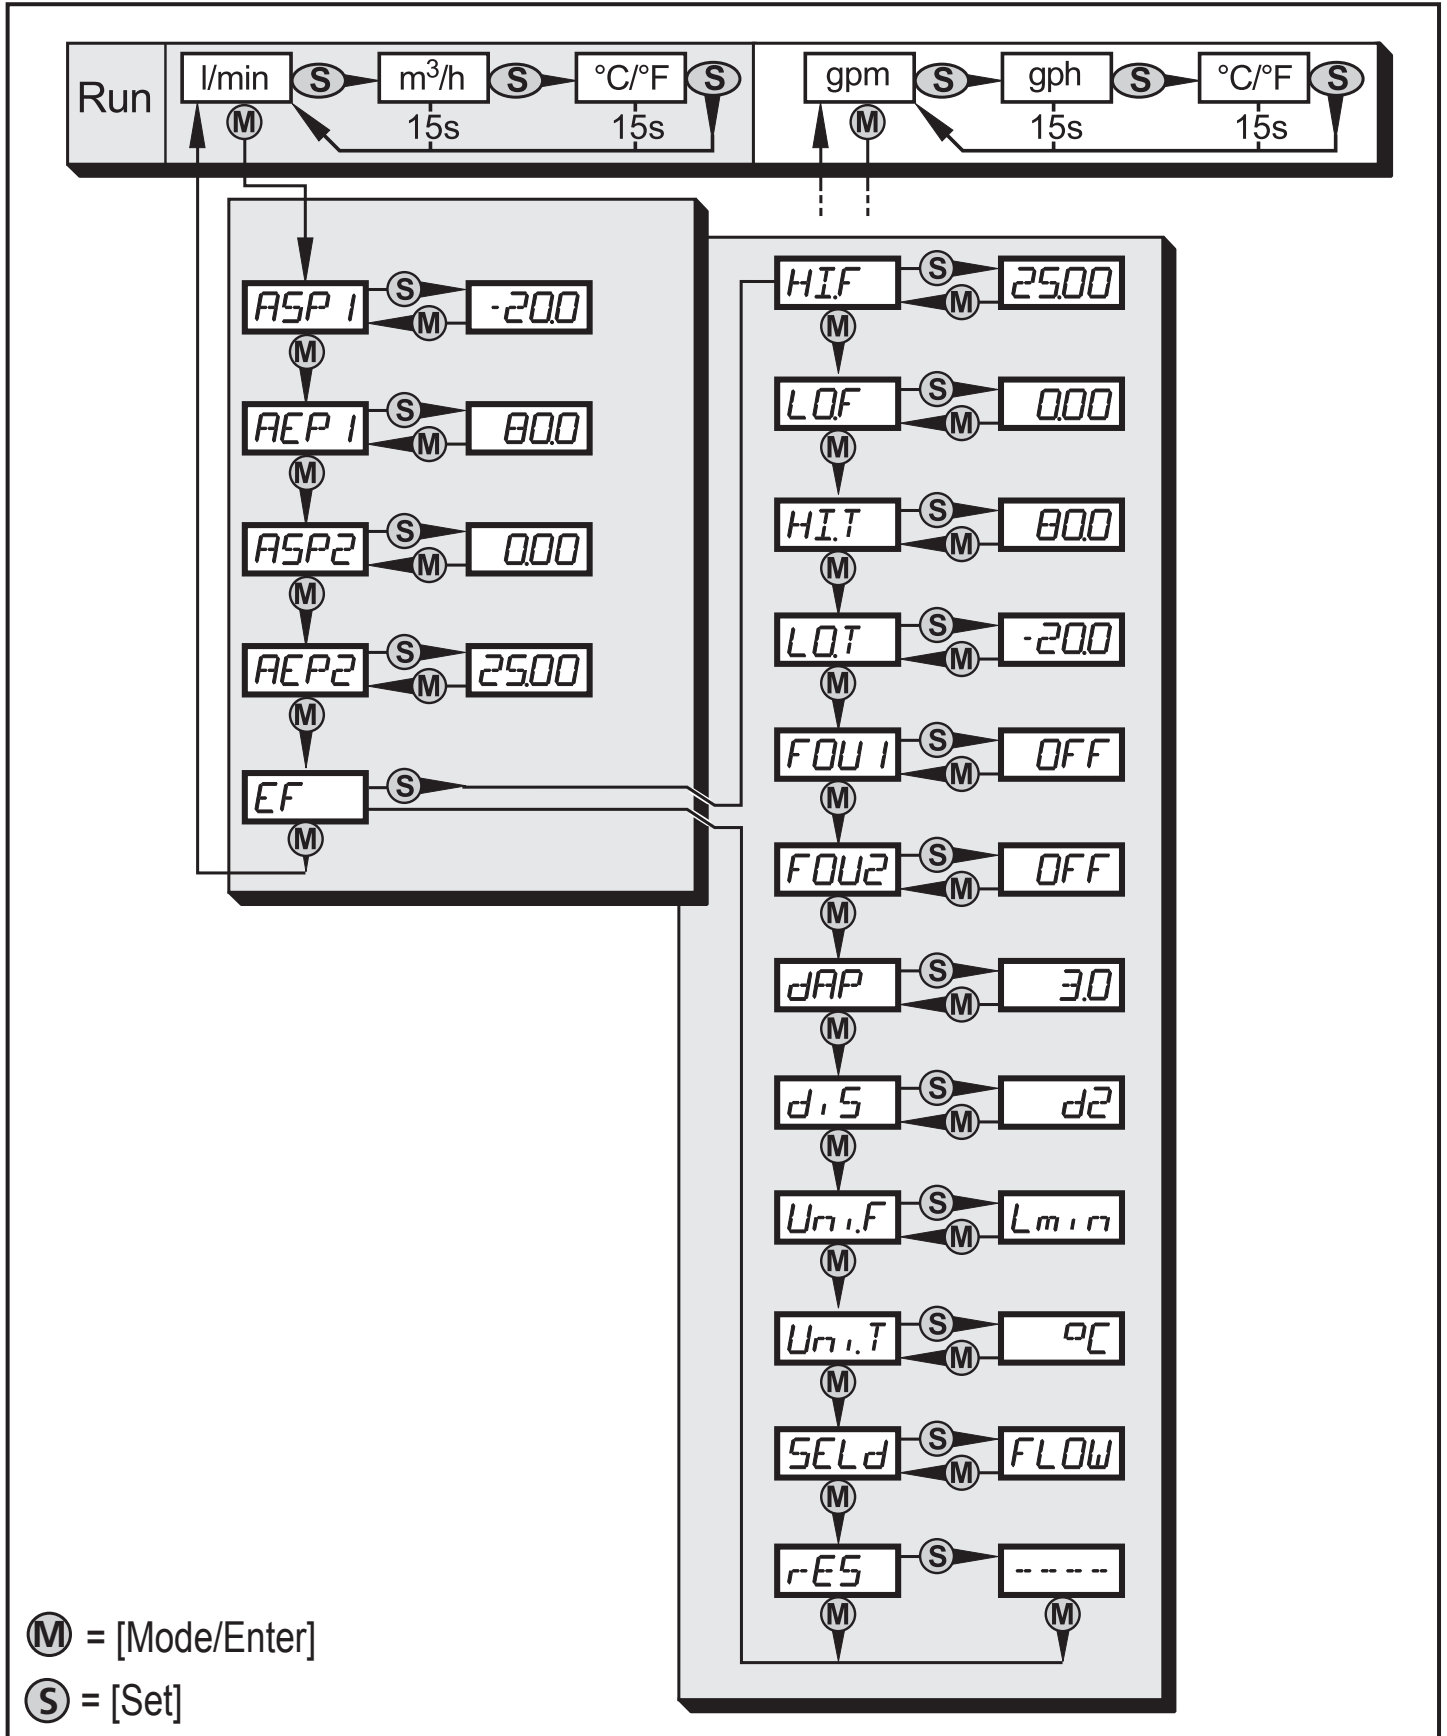 Run l/min S m³/h S °C/°F S gpm S gph S °C/°F S
M 15s 15s M 15s 15s
ASP1 S -20.0
M
M
AEP1 S 80.0
M
M
ASP2 S 0.00
M
M
AEP2 S 25.00
M
M
EF S
M
HI.F S 25.00
M
M
LO.F S 0.00
M
M
HI.T S 80.0
M
M
LO.T S -20.0
M
M
FOU1 S OFF
M
M
FOU2 S OFF
M
M
dAP S 3.0
M
M
diS S d2
M
M
Uni.F S Lmin
M
M
Uni.T S °C
M
M
SELd S FLOW
M
M
rES S ----
M M
M = [Mode/Enter]
S = [Set]